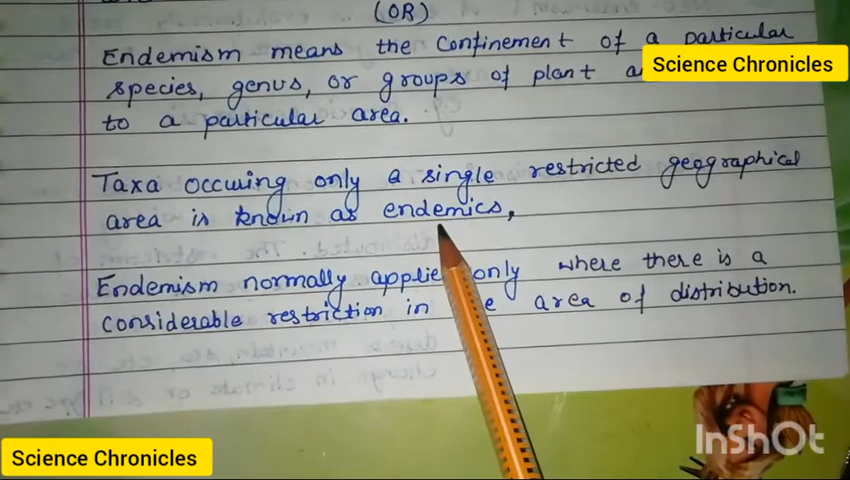 (OR)
Endemism means the confinement of a particular
species, genus, or groups of plant
to a particular area.
Taxa occuring only a single restricted geographical
area is known as endemics,
Endemism normally applie only where there is a
considerable restriction in area of distribution.
Science Chronicles
Science Chronicles
InShOt